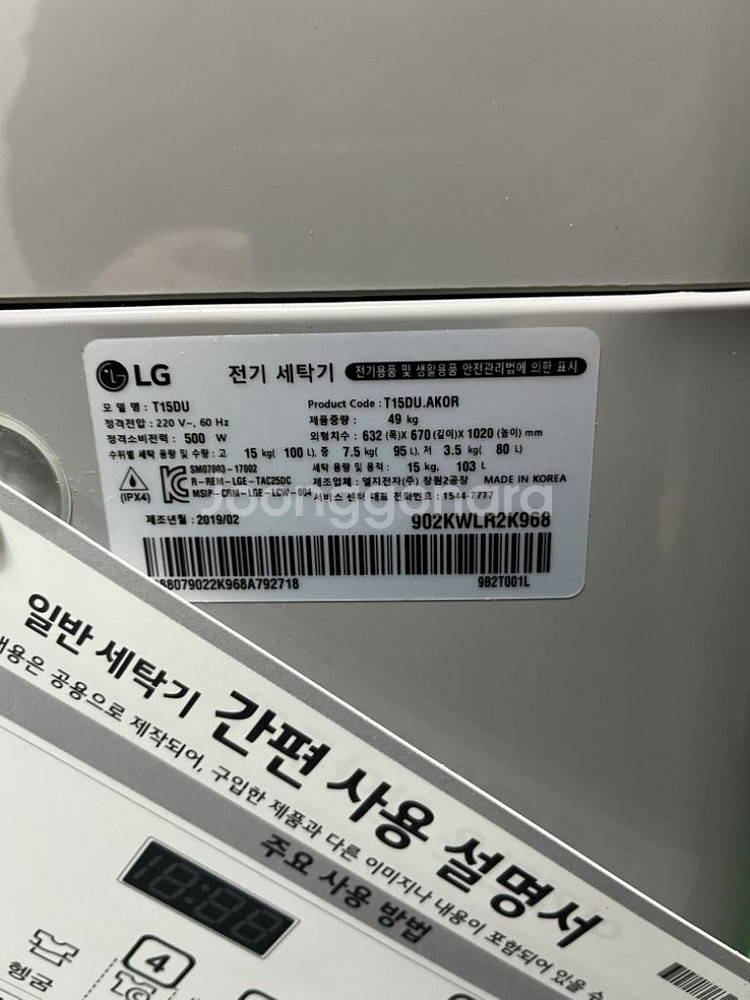 LG 전기 세탁기 전기용품 및 생활용품 안전관리법에 의한 표시
모 델 명 : T15DU Product Code : T15DU.AKOR
정격전압 : 220 V~, 60 Hz 제품중량 : 49 kg
정격소비전력 : 500 W 외형치수 : 632 (폭)X 670 (깊이)X 1020 (높이) mm
수위별 세탁 용량 및 수량 : 고 15 kg( 100 L), 중 7.5 kg( 95 L), 저 3.5 kg( 80 L)
SM07003-17002 세탁 용량 및 용적 : 15 kg, 103 L
R-REM-LGE-TAC25DC 제조업체명 : 엘지전자(주) 창원2공장 MADE IN KOREA
(IPX4) MSIP-CRM-LGE-LCW-004 서비스 센터 대표 전화번호 : 1544-7777
joonggonara
제조년월 : 2019/02 902KWLR2K968
S8079022K968A792718 9B2T001L
일반 세탁기 간편 사용 설명서
내용은 공용으로 제작되어, 구입한 제품과 다른 이미지나 내용이 포함되어 있을 수
주요 사용 방법
18:88
헹굼
4